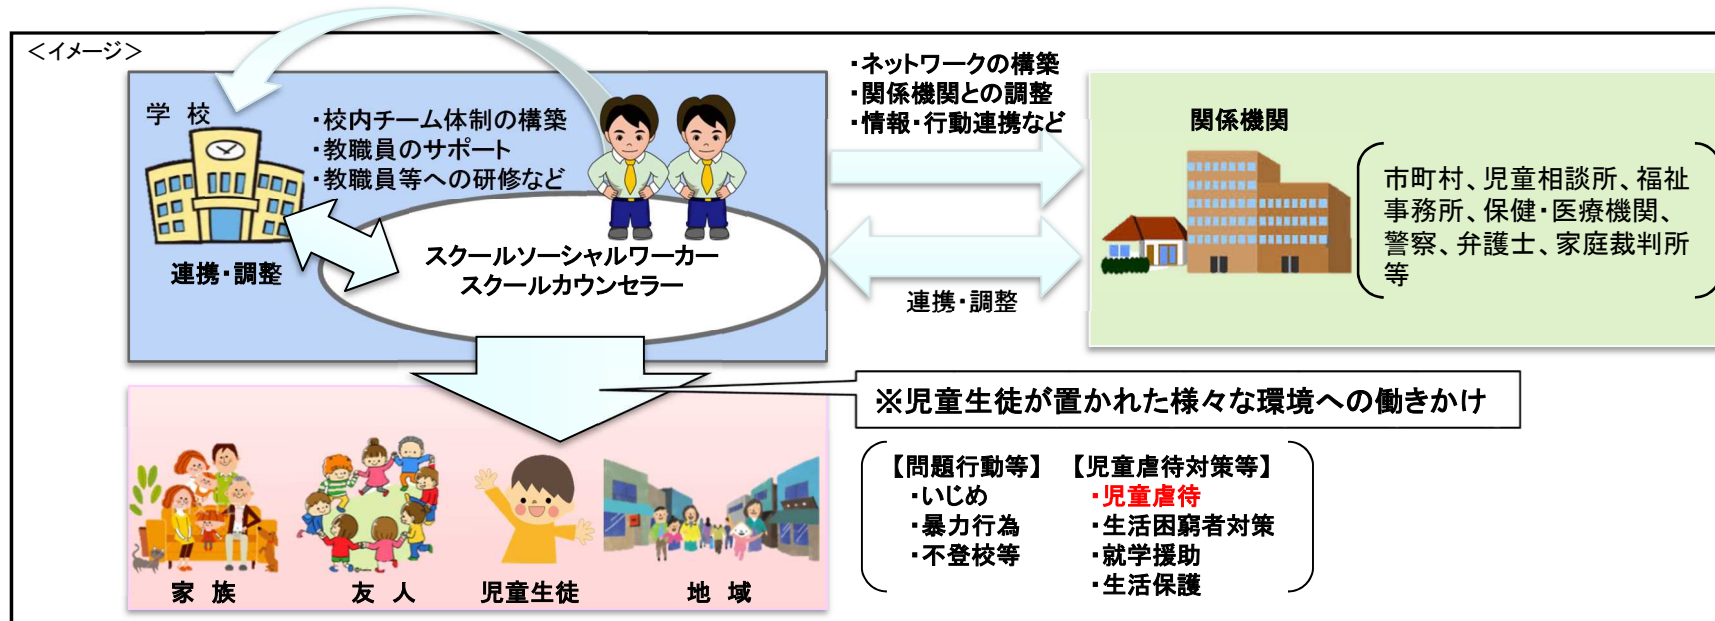 ＜イメージ＞
学 校
・校内チーム体制の構築
・教職員のサポート
・教職員等への研修など
連携・調整
スクールソーシャルワーカー
スクールカウンセラー
・ネットワークの構築
・関係機関との調整
・情報・行動連携など
連携・調整
関係機関
市町村、児童相談所、福祉
事務所、保健・医療機関、
警察、弁護士、家庭裁判所
等
※児童生徒が置かれた様々な環境への働きかけ
家 族
友 人
児童生徒
地 域
【問題行動等】
・いじめ
・暴力行為
・不登校等
【児童虐待対策等】
・児童虐待
・生活困窮者対策
・就学援助
・生活保護